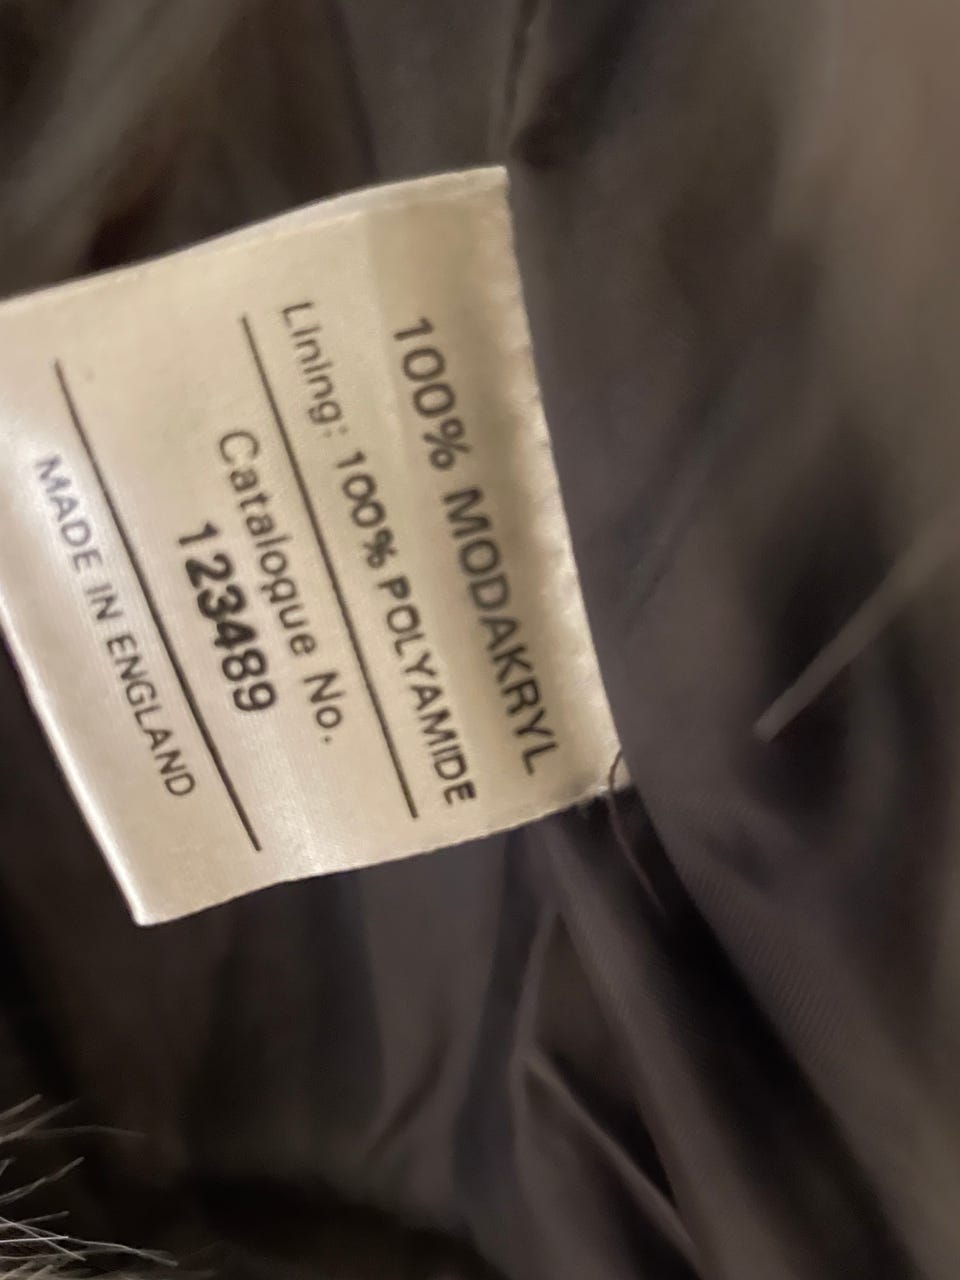 100% MODAKRYL
Lining: 100% POLYAMIDE
Catalogue No.
123489
MADE IN ENGLAND